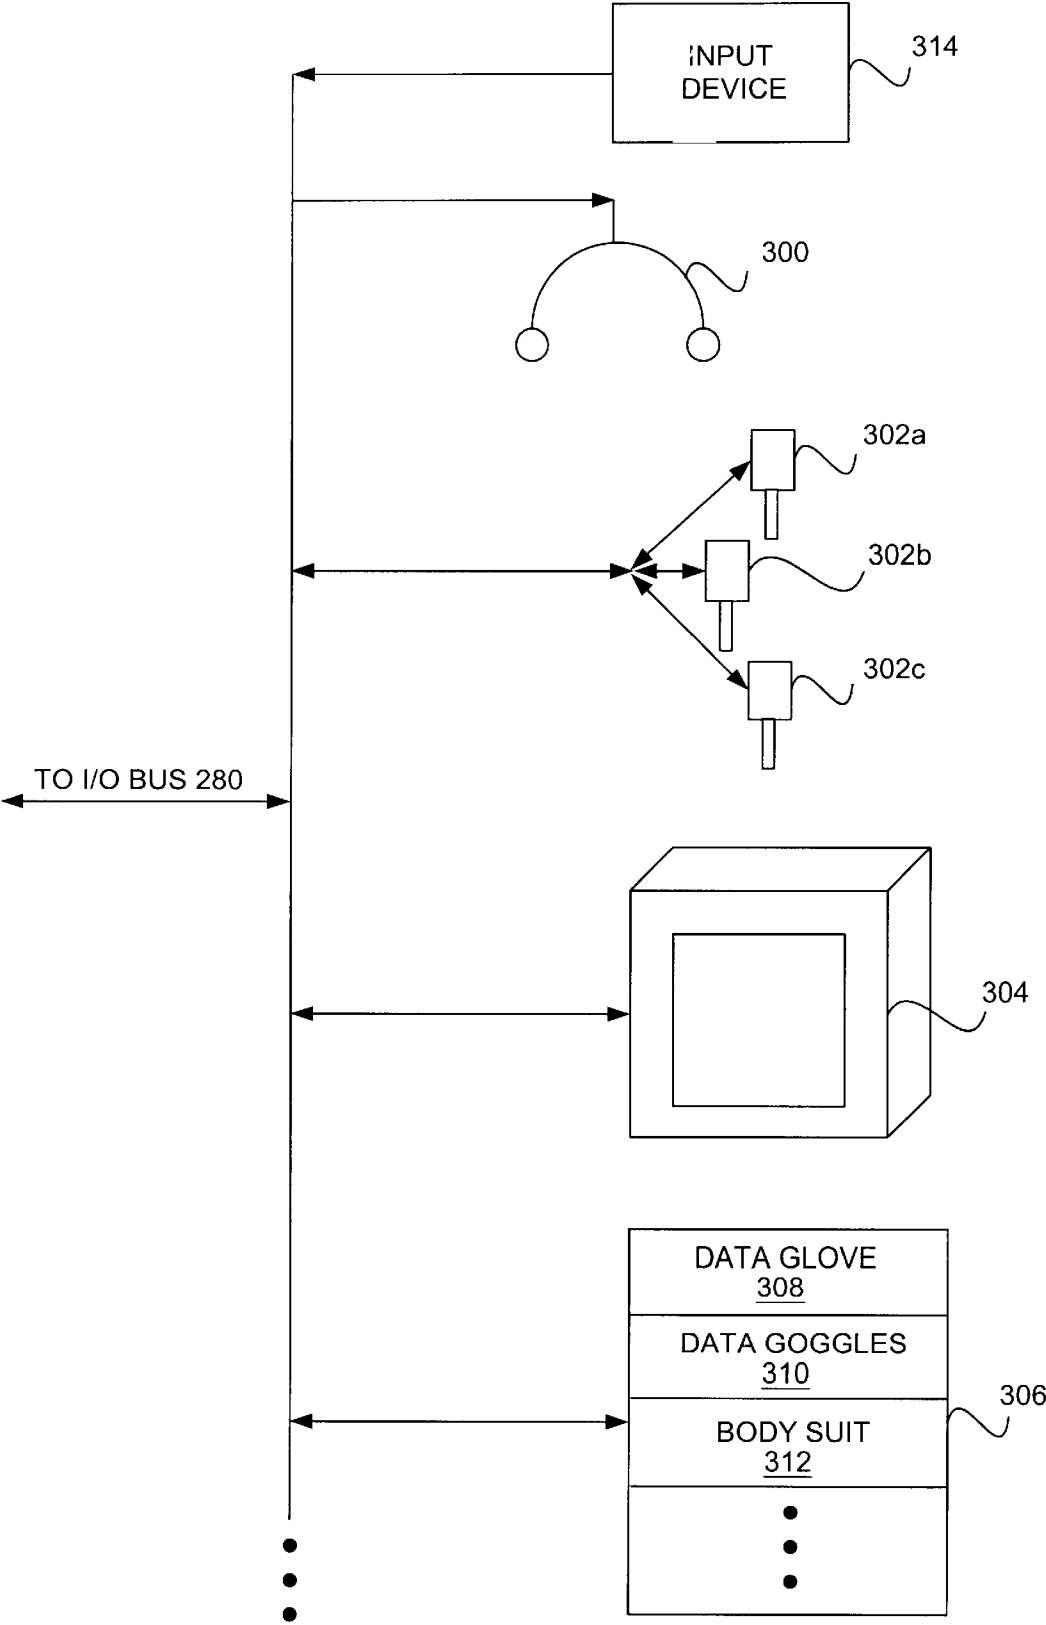 INPUT
DEVICE
314
300
302a
302b
302c
TO I/O BUS 280
304
DATA GLOVE
308
DATA GOGGLES
310
306
BODY SUIT
312